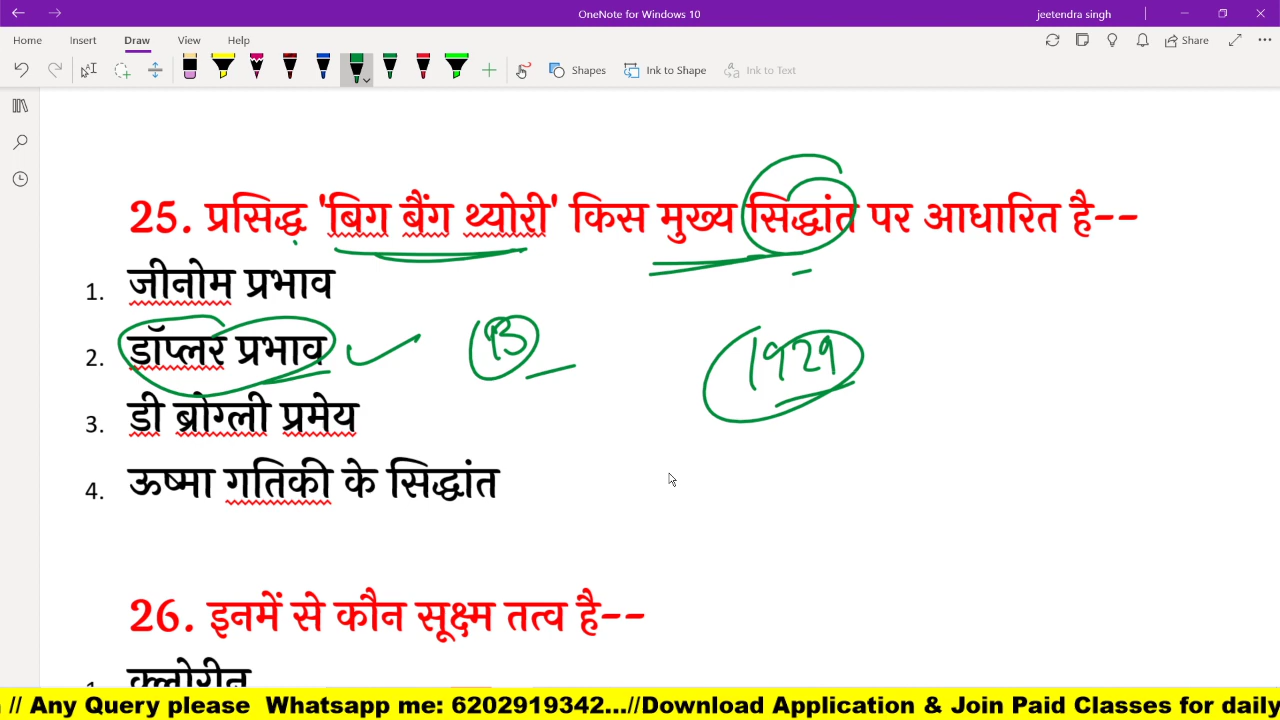 OneNote for Windows 10
jeetendra singh
Home Insert Draw View Help
Share
Shapes Ink to Shape Ink to Text
25. प्रसिद्ध 'बिग बैंग थ्योरी' किस मुख्य सिद्धांत पर आधारित है--
1. जीनोम प्रभाव
2. डॉप्लर प्रभाव
93
1929
3. डी ब्रोग्ली प्रमेय
4. ऊष्मा गतिकी के सिद्धांत
26. इनमें से कौन सूक्ष्म तत्व है--
1. क्लोरीन
// Any Query please Whatsapp me: 6202919342...//Download Application & Join Paid Classes for daily